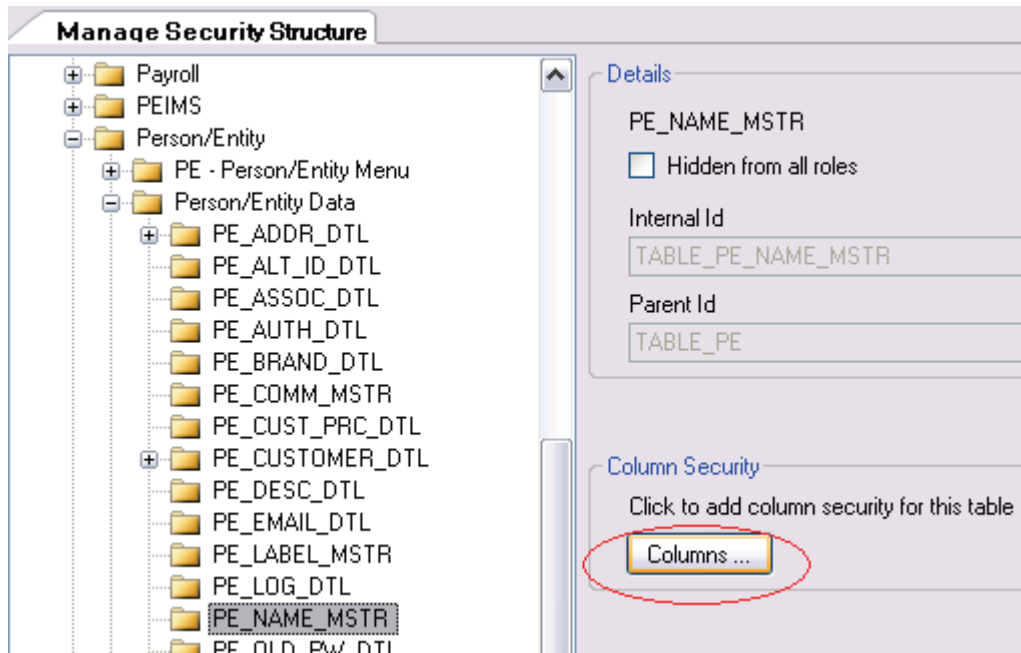 Manage Security Structure
Payroll
PEIMS
Person/Entity
PE - Person/Entity Menu
Person/Entity Data
PE_ADDR_DTL
PE_ALT_ID_DTL
PE_ASSOC_DTL
PE_AUTH_DTL
PE_BRAND_DTL
PE_COMM_MSTR
PE_CUST_PRC_DTL
PE_CUSTOMER_DTL
PE_DESC_DTL
PE_EMAIL_DTL
PE_LABEL_MSTR
PE_LOG_DTL
PE_NAME_MSTR
PE_OLD_PW_DTL
Details
PE_NAME_MSTR
Hidden from all roles
Internal Id
TABLE_PE_NAME_MSTR
Parent Id
TABLE_PE
Column Security
Click to add column security for this table
Columns ...